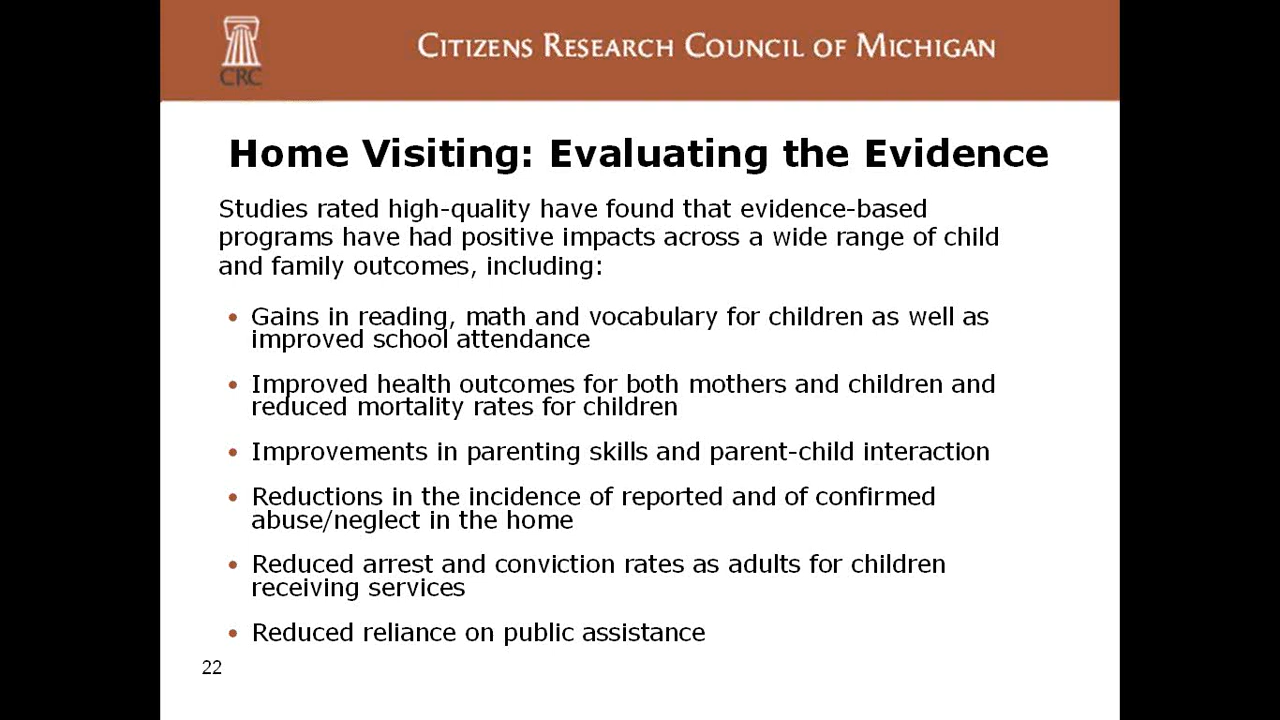 CRC
CITIZENS RESEARCH COUNCIL OF MICHIGAN
Home Visiting: Evaluating the Evidence
Studies rated high-quality have found that evidence-based
programs have had positive impacts across a wide range of child
and family outcomes, including:
• Gains in reading, math and vocabulary for children as well as
improved school attendance
• Improved health outcomes for both mothers and children and
reduced mortality rates for children
• Improvements in parenting skills and parent-child interaction
• Reductions in the incidence of reported and of confirmed
abuse/neglect in the home
• Reduced arrest and conviction rates as adults for children
receiving services
• Reduced reliance on public assistance
22